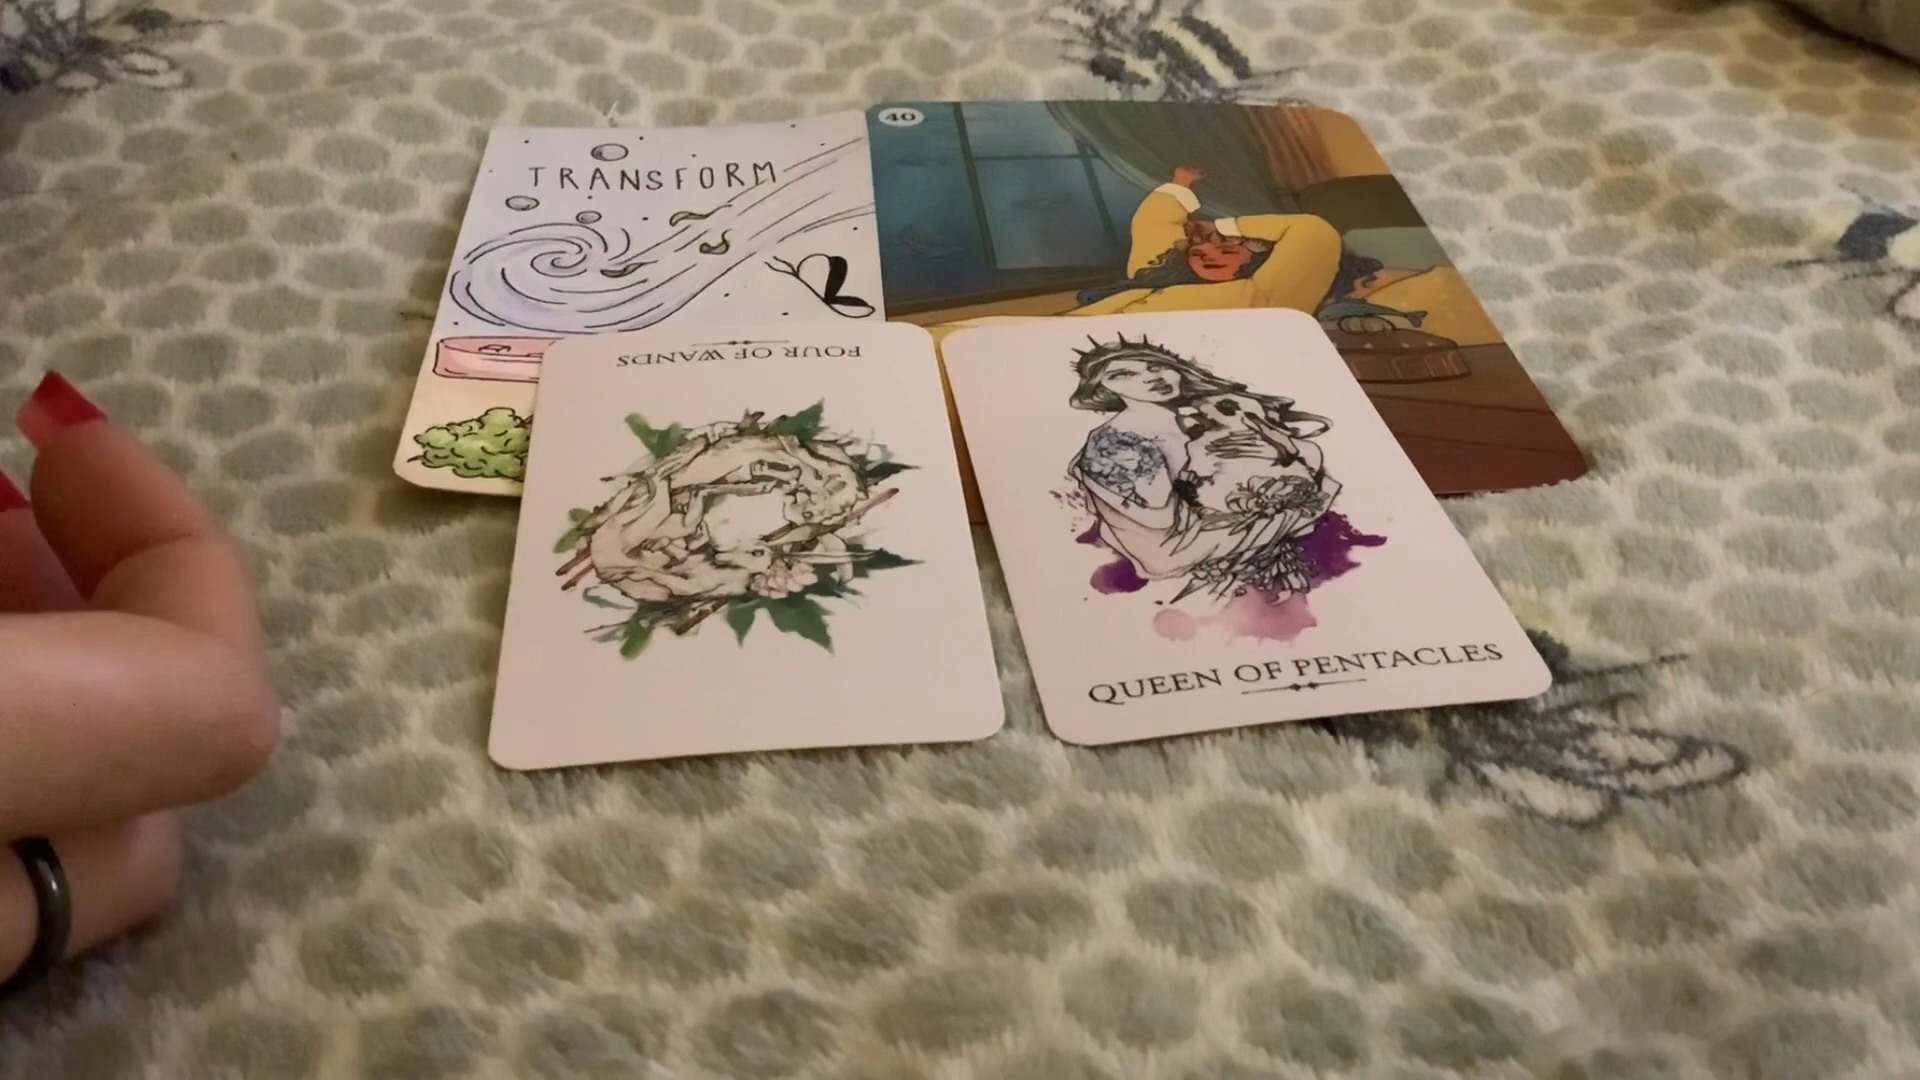 TRANSFORM
40
FOUR OF WANDS
QUEEN OF PENTACLES